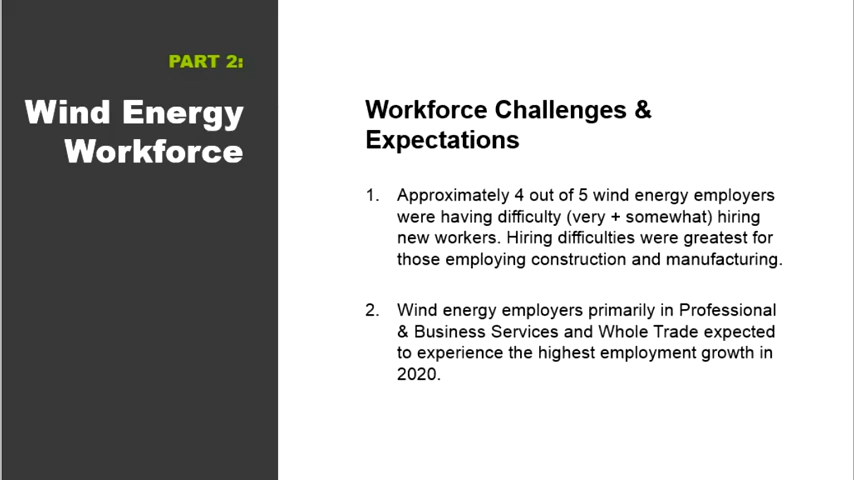 PART 2:
Wind Energy
Workforce
Workforce Challenges &
Expectations
1. Approximately 4 out of 5 wind energy employers
were having difficulty (very + somewhat) hiring
new workers. Hiring difficulties were greatest for
those employing construction and manufacturing.
2. Wind energy employers primarily in Professional
& Business Services and Whole Trade expected
to experience the highest employment growth in
2020.